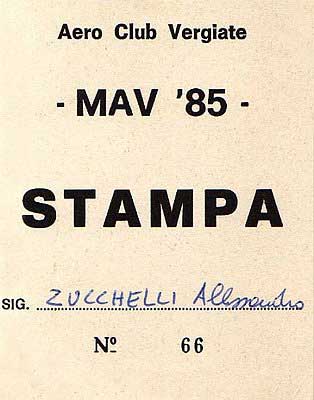 Aero Club Vergiate
- MAV '85 -
STAMPA
SIG. ZUCCHELLI Alessandro
Nº 66